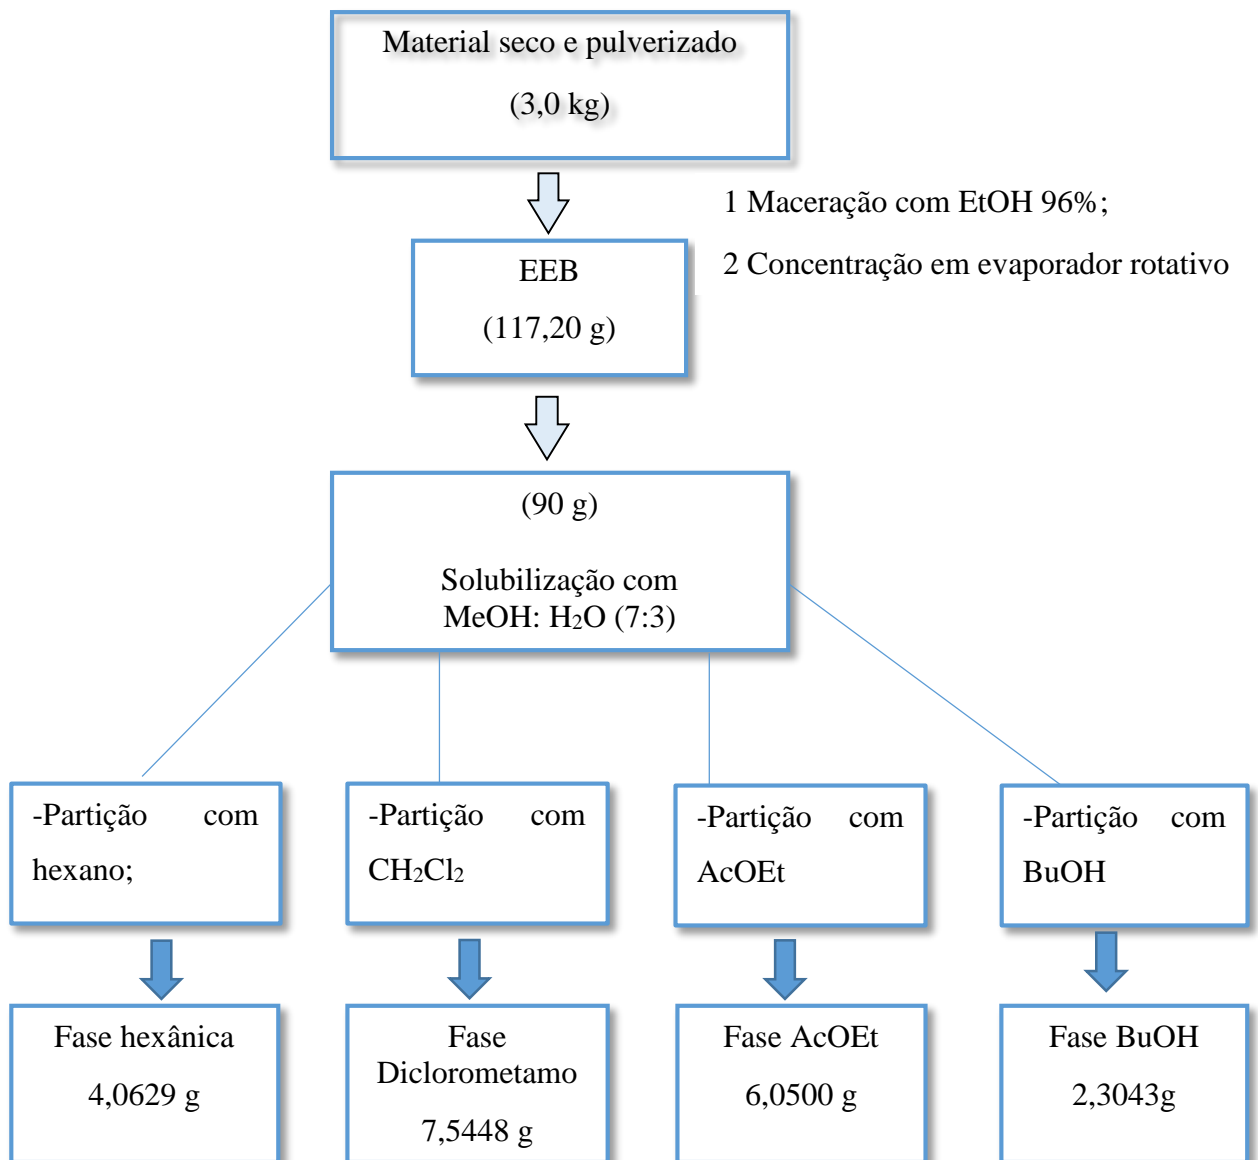 Material seco e pulverizado
(3,0 kg)
1 Maceração com EtOH 96%;
2 Concentração em evaporador rotativo
EEB
(117,20 g)
(90 g)
Solubilização com
MeOH: H₂O (7:3)
-Partição com
hexano;
-Partição com
CH₂Cl₂
-Partição com
AcOEt
-Partição com
BuOH
Fase hexânica
4,0629 g
Fase
Diclorometamo
7,5448 g
Fase AcOEt
6,0500 g
Fase BuOH
2,3043g